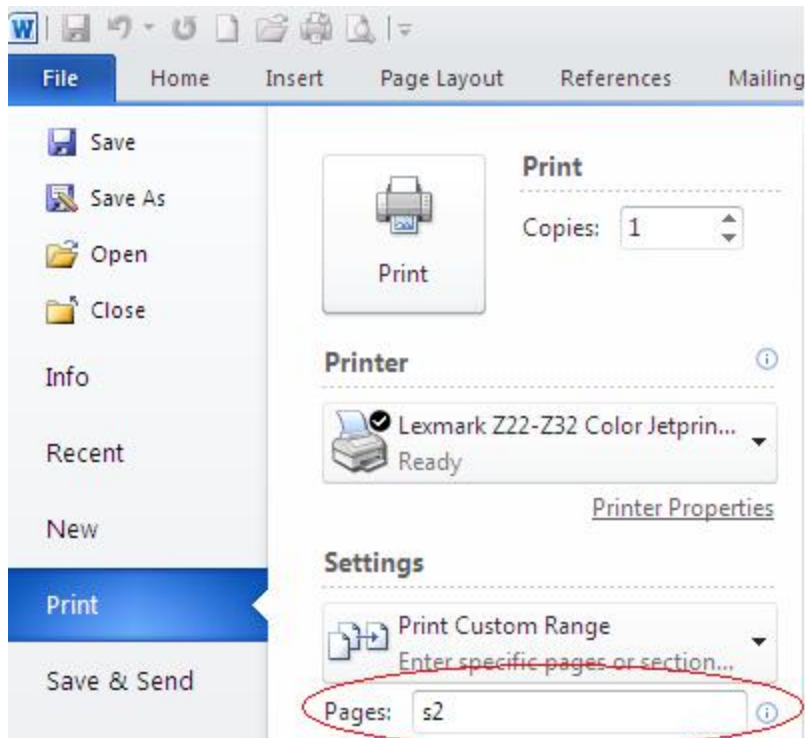 W
File Home Insert Page Layout References Mailing
Save
Save As
Open
Close
Info
Recent
New
Print
Save & Send
Print
Print
Copies: 1
Printer
Lexmark Z22-Z32 Color Jetprin...
Ready
Printer Properties
Settings
Print Custom Range
Enter specific pages or section...
Pages: s2